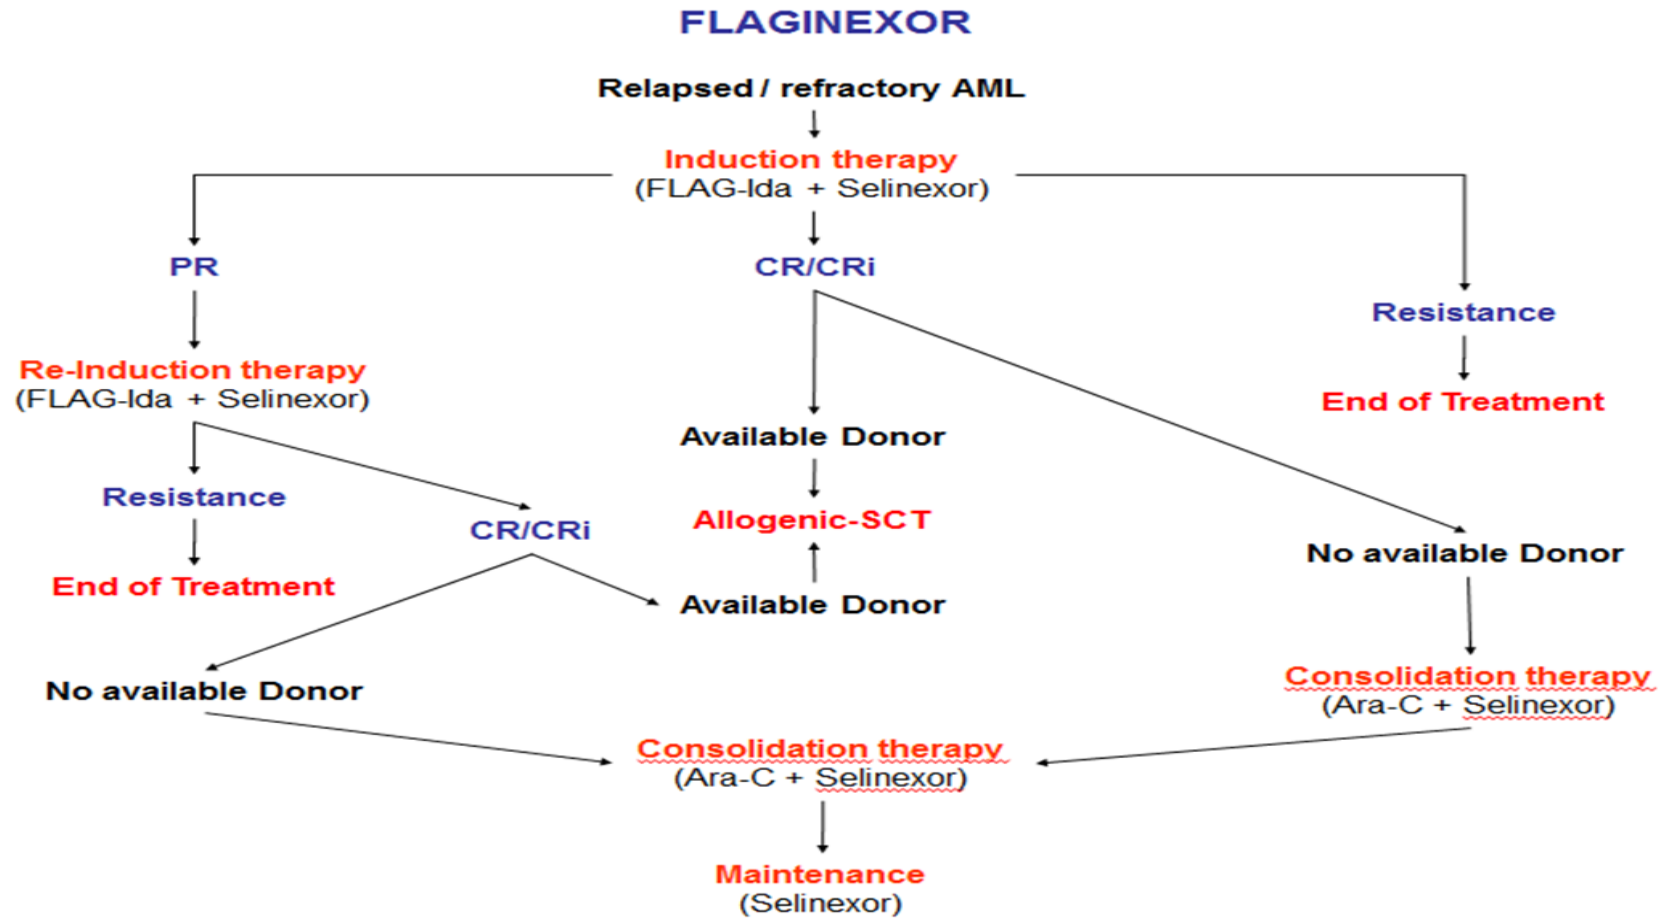 FLAGINEXOR
Relapsed / refractory AML
Induction therapy
(FLAG-Ida + Selinexor)
PR
CR/CRi
Resistance
Re-Induction therapy
(FLAG-Ida + Selinexor)
End of Treatment
Available Donor
Resistance
CR/CRi
Allogenic-SCT
No available Donor
End of Treatment
Available Donor
No available Donor
Consolidation therapy
(Ara-C + Selinexor)
Consolidation therapy
(Ara-C + Selinexor)
Maintenance
(Selinexor)